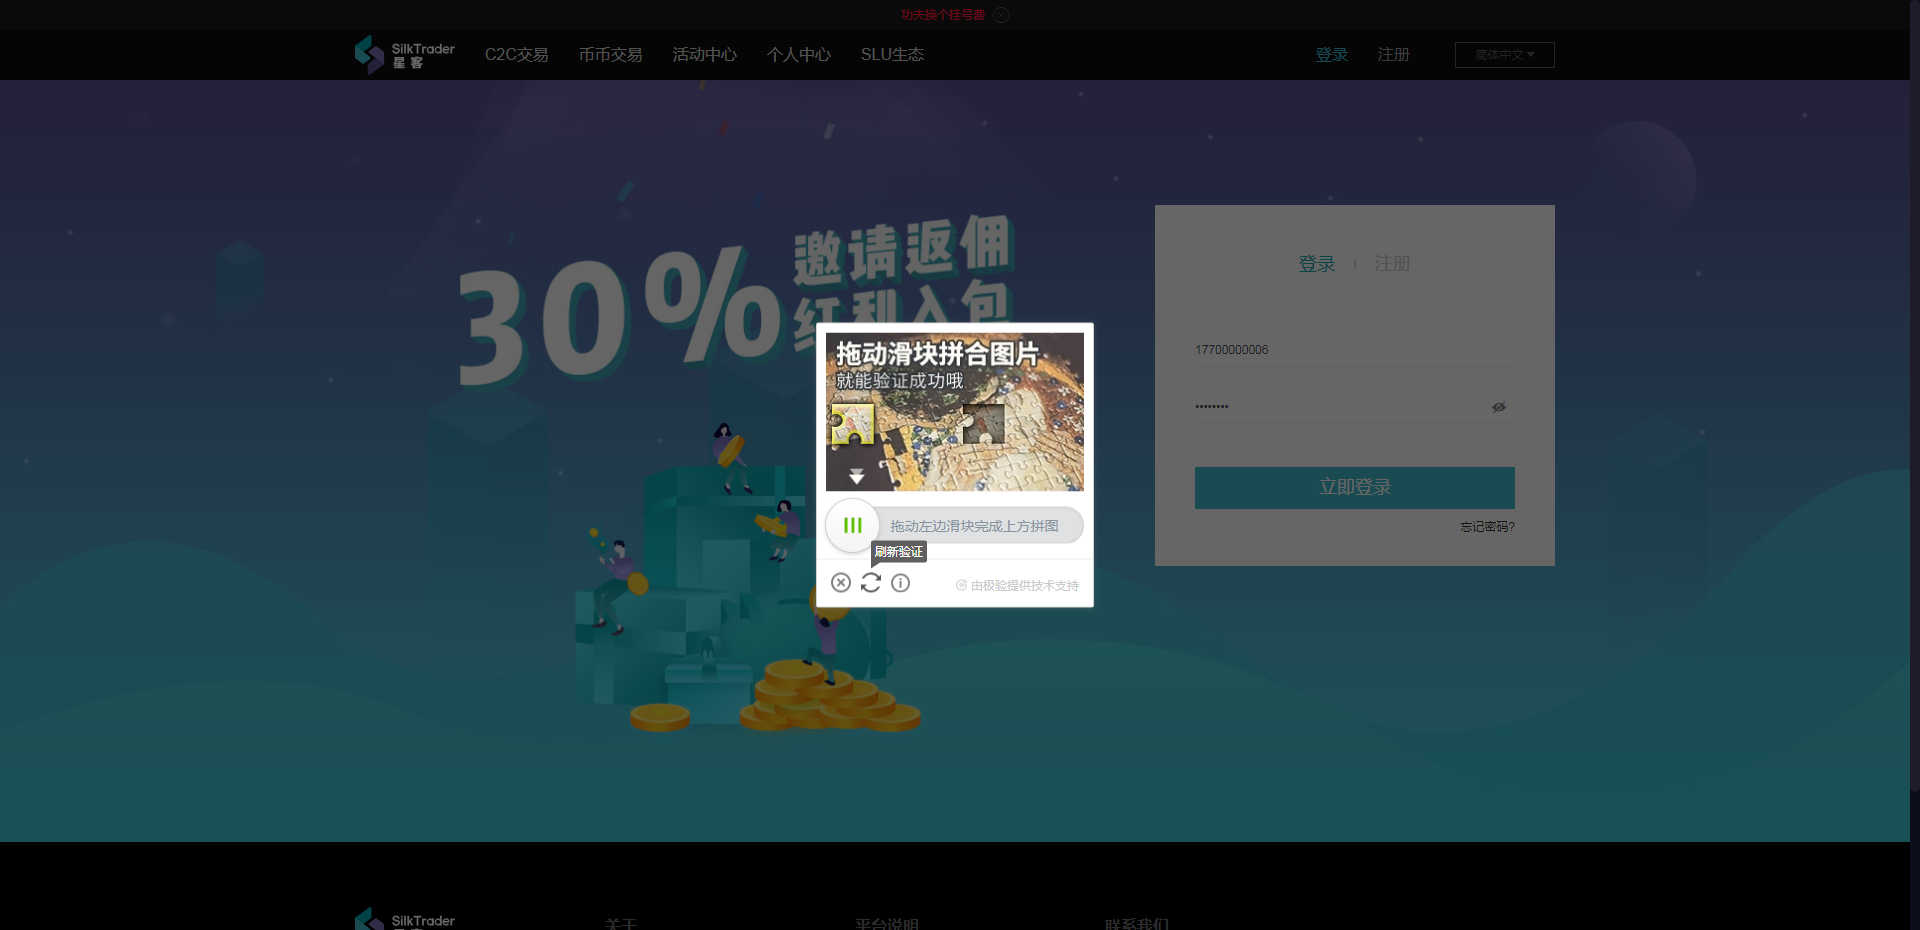 功夫换个挂号费
SilkTrader
星客
C2C交易 币币交易 活动中心 个人中心 SLU生态
登录 注册 简体中文
30%
邀请返佣
红利入包
登录 | 注册
17700000006
立即登录
忘记密码?
拖动滑块拼合图片
就能验证成功哦
拖动左边滑块完成上方拼图
刷新验证
由极验提供技术支持
SilkTrader
关于 平台说明 联系我们